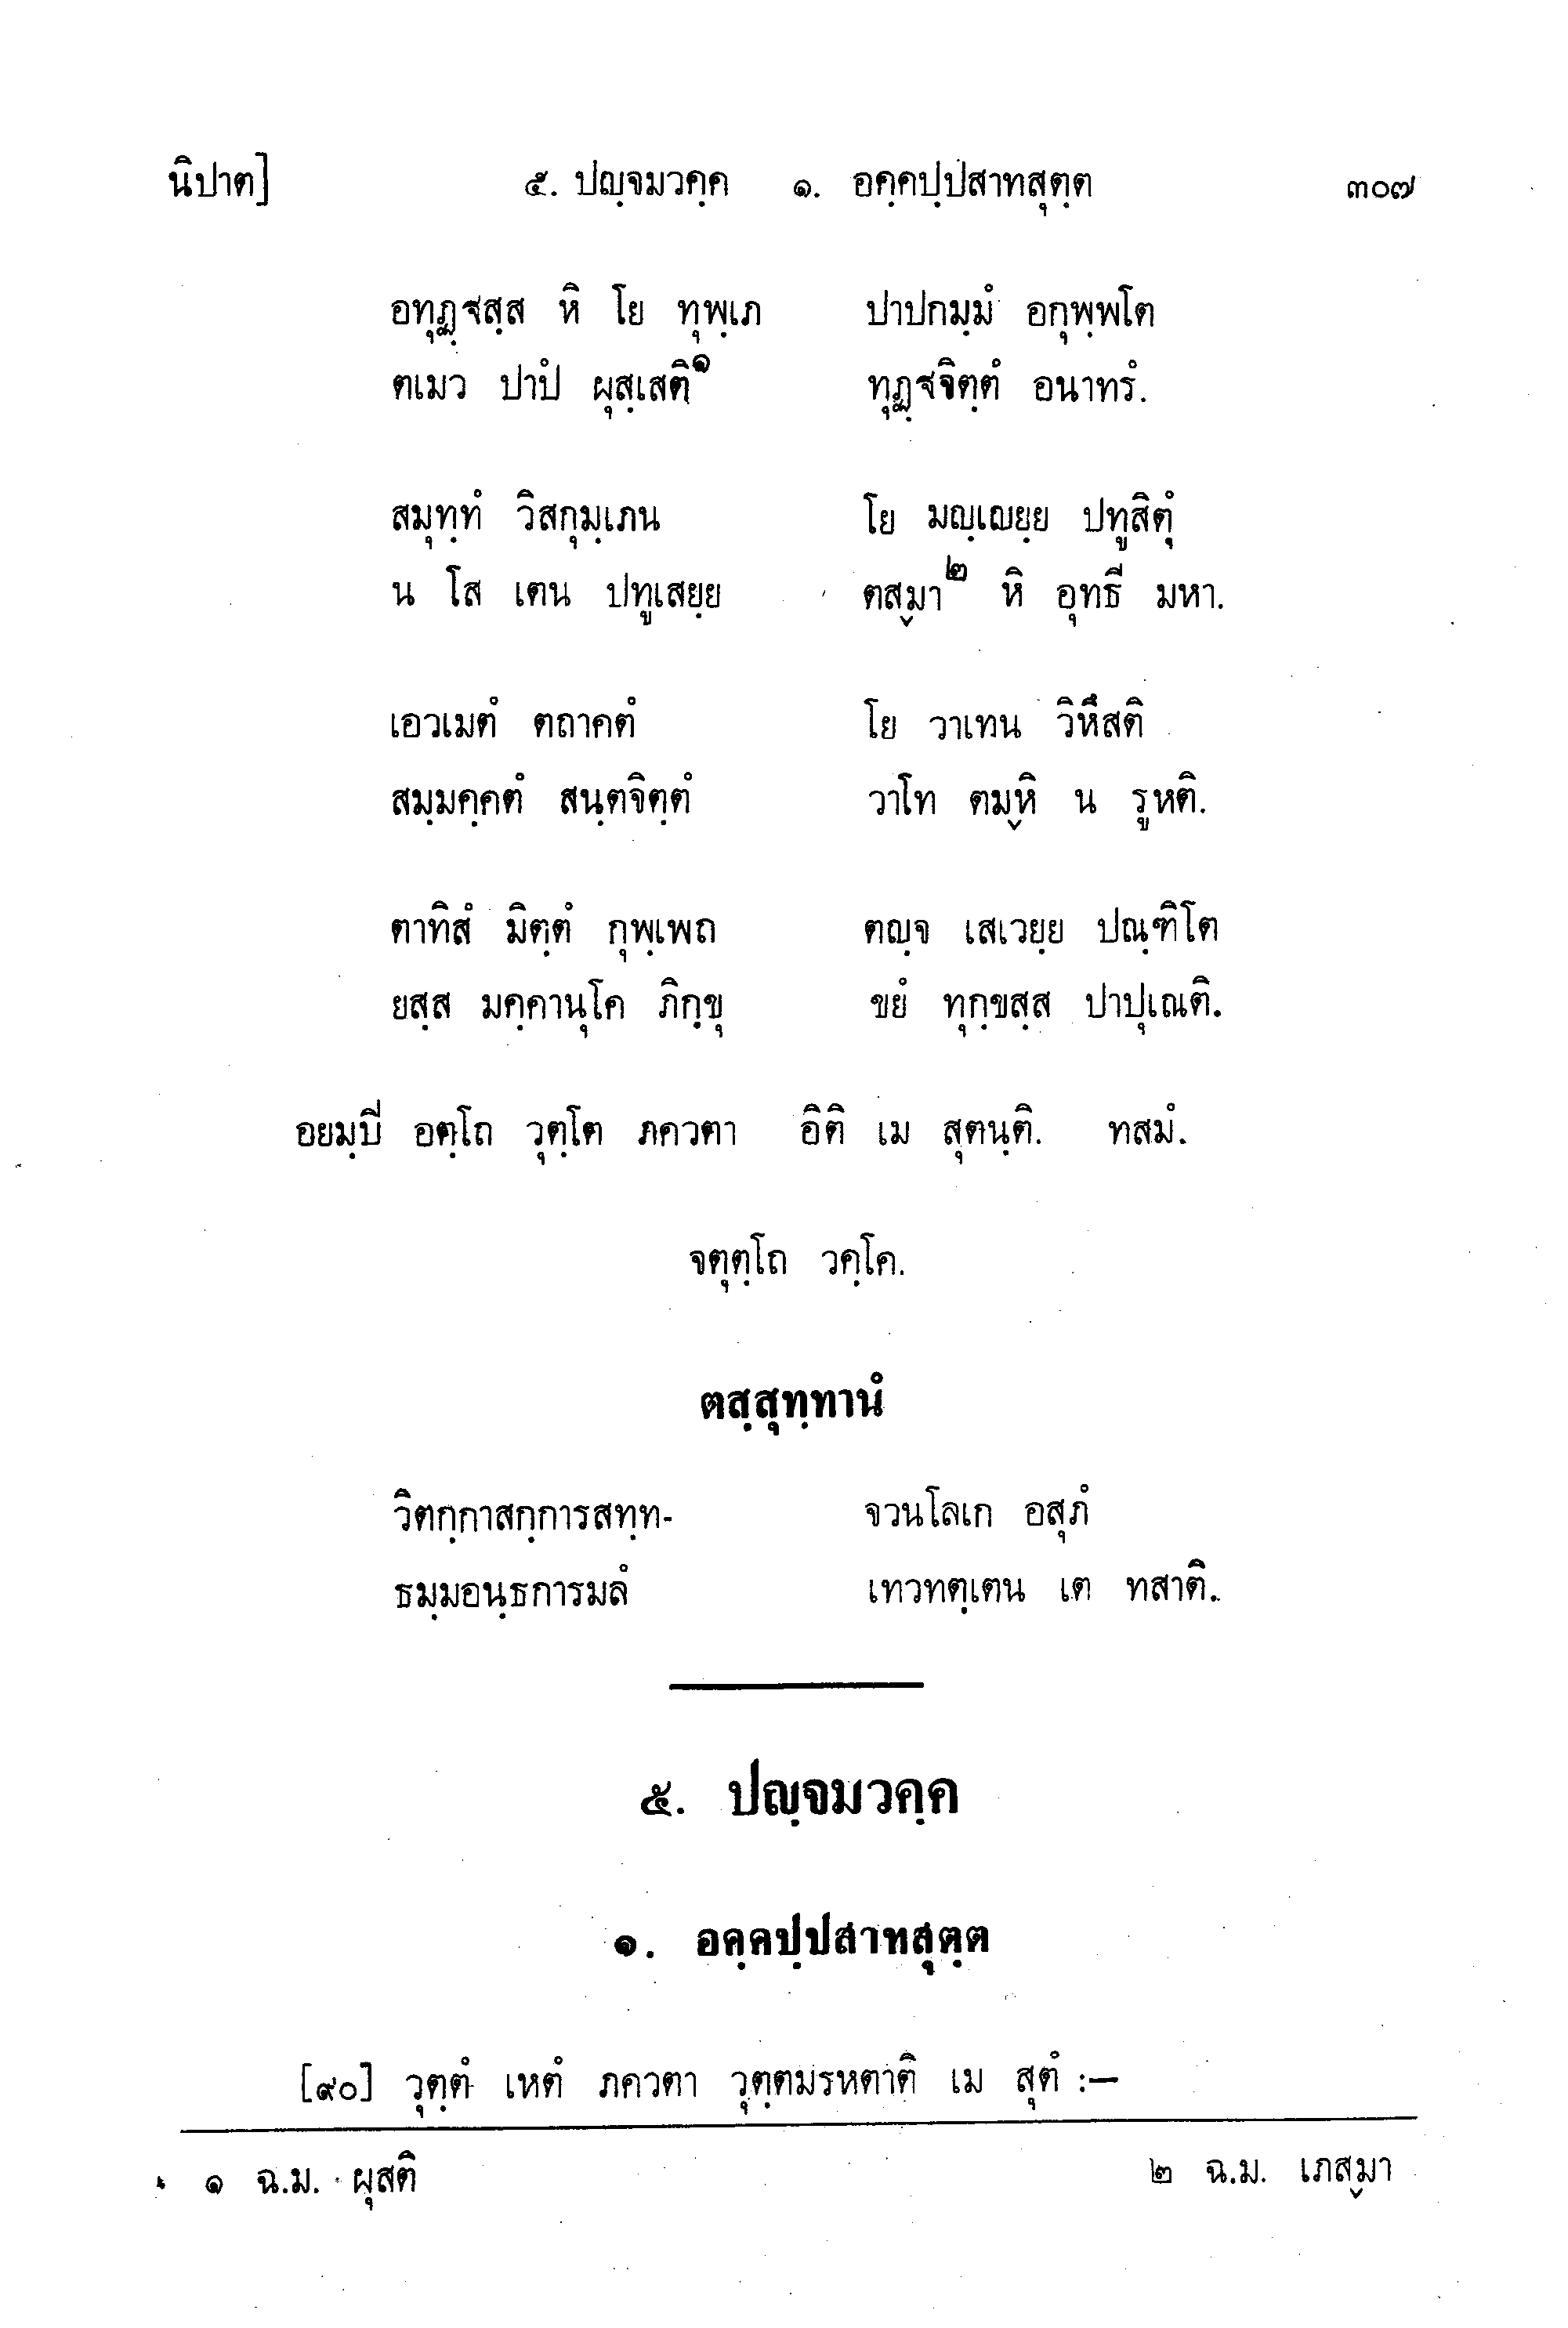 นิปาต] ๕. ปญฺจมวคฺค ๑. อคฺคปฺปสาทสุตฺต ๓๐๗
อทุฏฺฐสฺส หิ โย ทุพฺเภ ปาปกมฺมํ อกุพฺพโต
ตเมว ปาปํ ผุสฺเสติ๑ ทุฏฺฐจิตฺตํ อนาทรํ.
สมุทฺทํ วิสกุมฺเภน โย มญฺเญยฺย ปทูสิตุํ
น โส เตน ปทูเสยฺย ตสฺมา๒ หิ อุทธี มหา.
เอวเมตํ ตถาคตํ โย วาเทน วิหึสติ
สมฺมคฺคตํ สนฺตจิตฺตํ วาโท ตมฺหิ น รูหติ.
ตาทิสํ มิตฺตํ กุพฺเพถ ตญฺจ เสเวยฺย ปณฺฑิโต
ยสฺส มคฺคานุโค ภิกฺขุ ขยํ ทุกฺขสฺส ปาปุเณติ.
อยมฺปิ อตฺโถ วุตฺโต ภควตา อิติ เม สุตนฺติ. ทสมํ.
จตุตฺโถ วคฺโค.
ตสฺสุทฺทานํ
วิตกฺกาสกฺการสทฺท- จวนโลเก อสุภํ
ธมฺมอนฺธการมลํ เทวทตฺเตน เต ทสาติ.
๕. ปญฺจมวคฺค
๑. อคฺคปฺปสาทสุตฺต
[๙๐] วุตฺตํ เหตํ ภควตา วุตฺตมรหตาติ เม สุตํ :—
๑ ฉ.ม. ผุสติ ๒ ฉ.ม. เภสฺมา